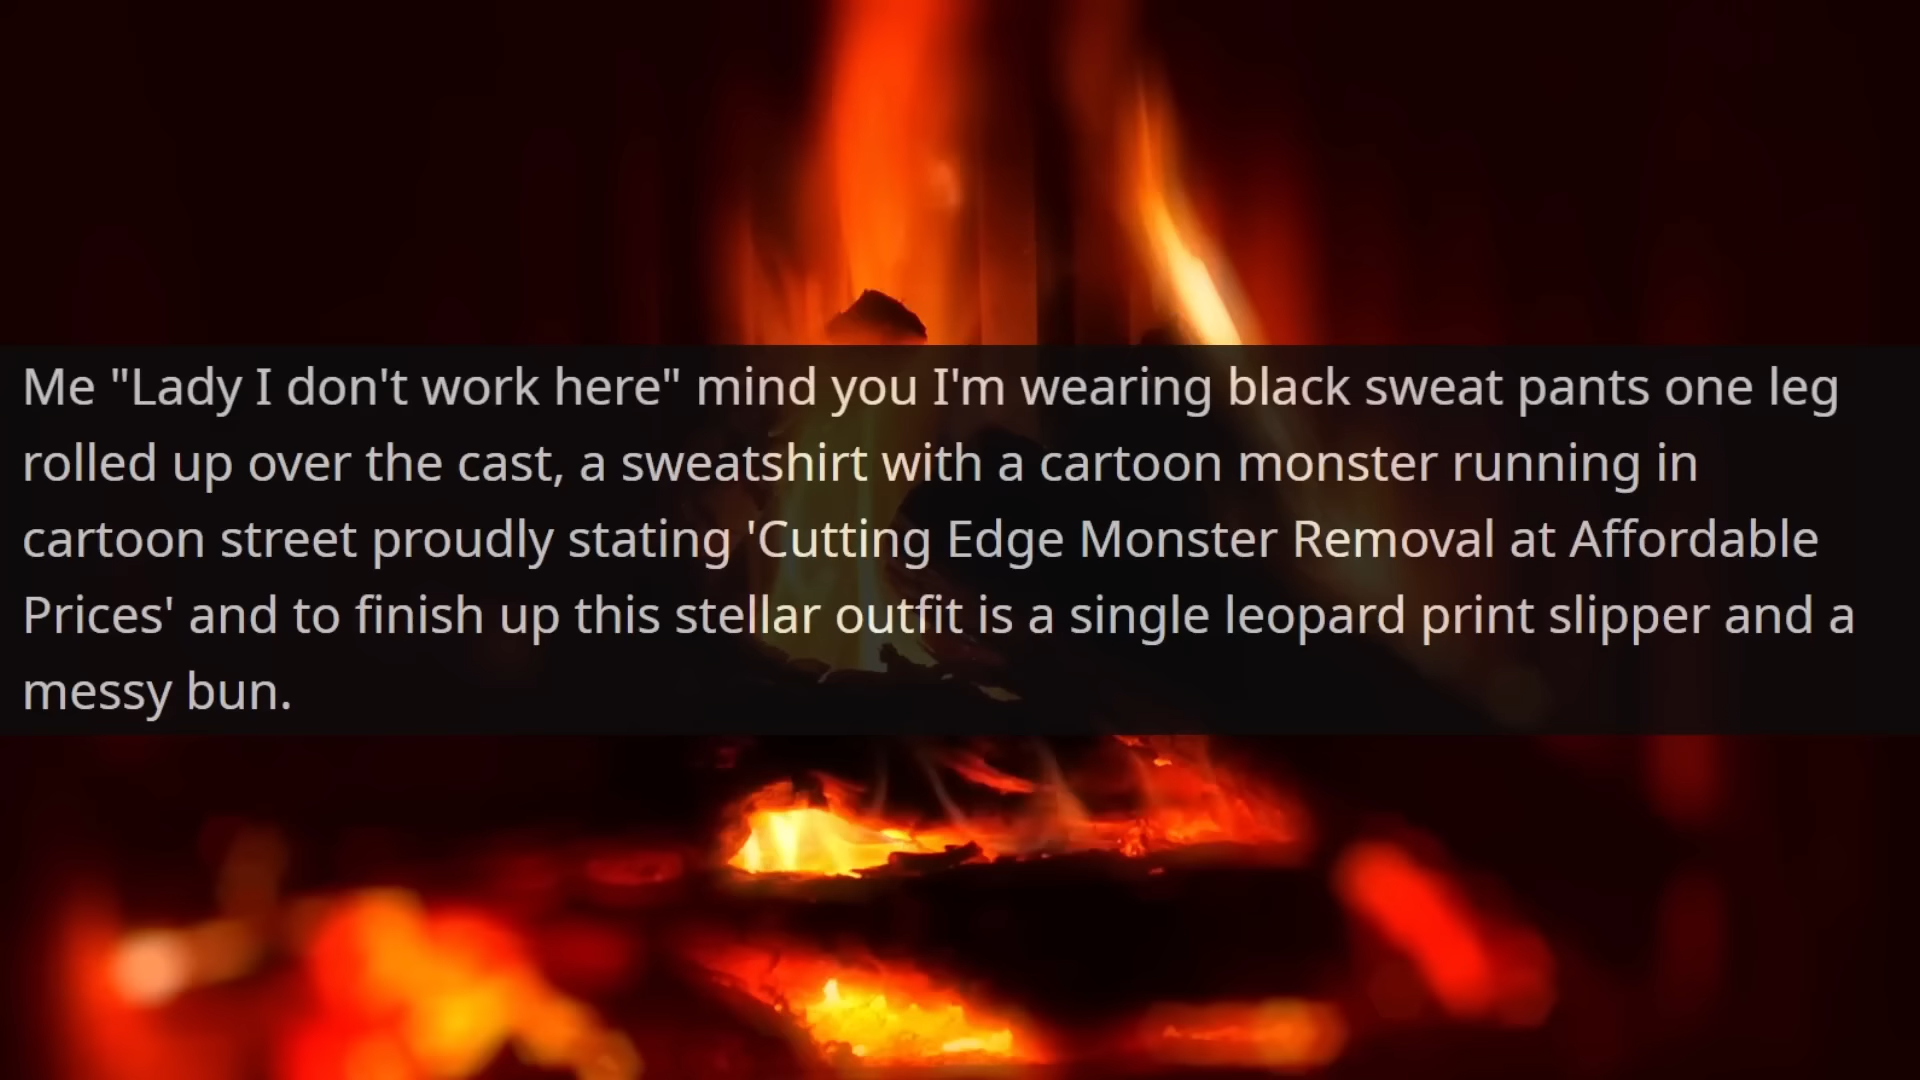 Me "Lady I don't work here" mind you I'm wearing black sweat pants one leg
rolled up over the cast, a sweatshirt with a cartoon monster running in
cartoon street proudly stating 'Cutting Edge Monster Removal at Affordable
Prices' and to finish up this stellar outfit is a single leopard print slipper and a
messy bun.